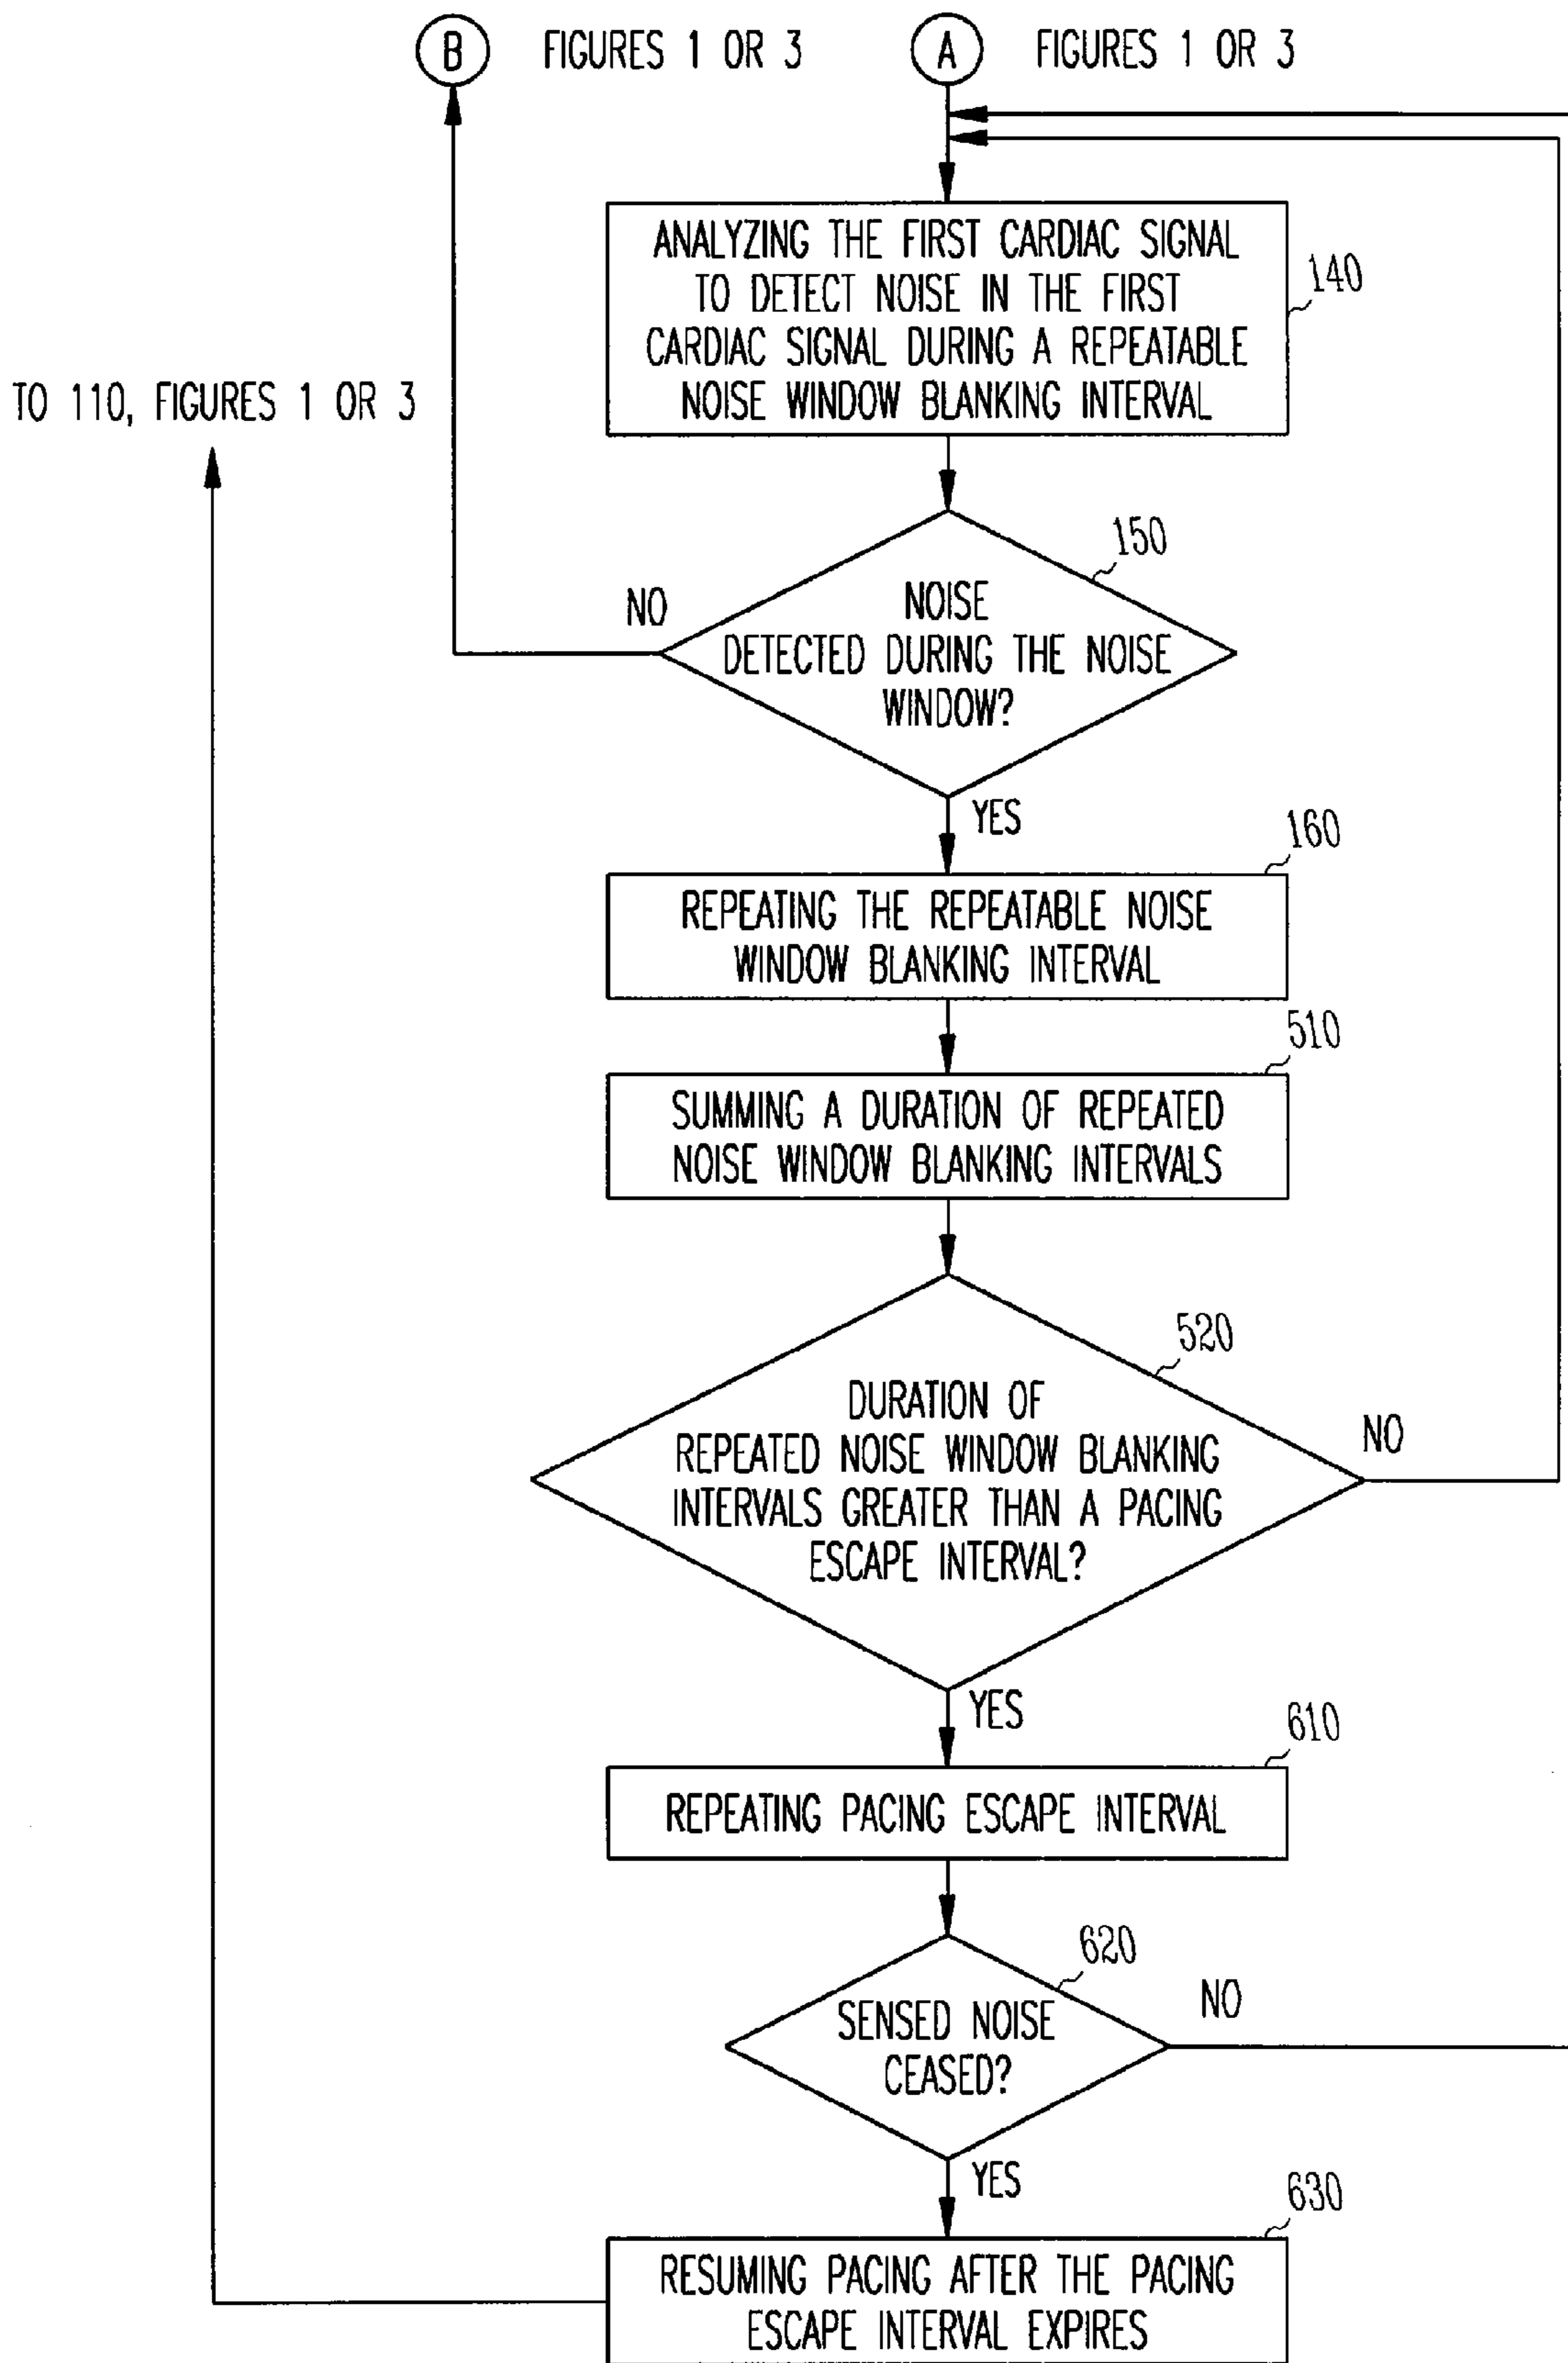 B FIGURES 1 OR 3 A FIGURES 1 OR 3
ANALYZING THE FIRST CARDIAC SIGNAL
TO DETECT NOISE IN THE FIRST
CARDIAC SIGNAL DURING A REPEATABLE
NOISE WINDOW BLANKING INTERVAL
140
TO 110, FIGURES 1 OR 3
150
NO
NOISE
DETECTED DURING THE NOISE
WINDOW?
YES
160
REPEATING THE REPEATABLE NOISE
WINDOW BLANKING INTERVAL
510
SUMMING A DURATION OF REPEATED
NOISE WINDOW BLANKING INTERVALS
520
DURATION OF
REPEATED NOISE WINDOW BLANKING
INTERVALS GREATER THAN A PACING
ESCAPE INTERVAL?
NO
YES
610
REPEATING PACING ESCAPE INTERVAL
620
SENSED NOISE
CEASED?
NO
YES
630
RESUMING PACING AFTER THE PACING
ESCAPE INTERVAL EXPIRES